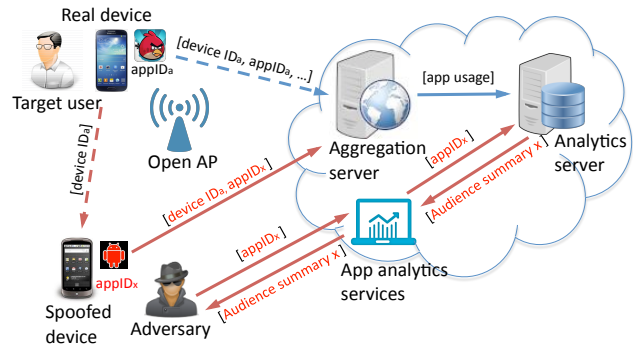 Real device
appIDa
Target user
[device IDa, appIDa, ...]
[app usage]
[device IDa]
Open AP
Aggregation
server
Analytics
server
[appIDx]
[device IDa, appIDx]
[Audience summary x]
[appIDx]
appIDx
App analytics
services
[Audience summary x]
Spoofed
device
Adversary